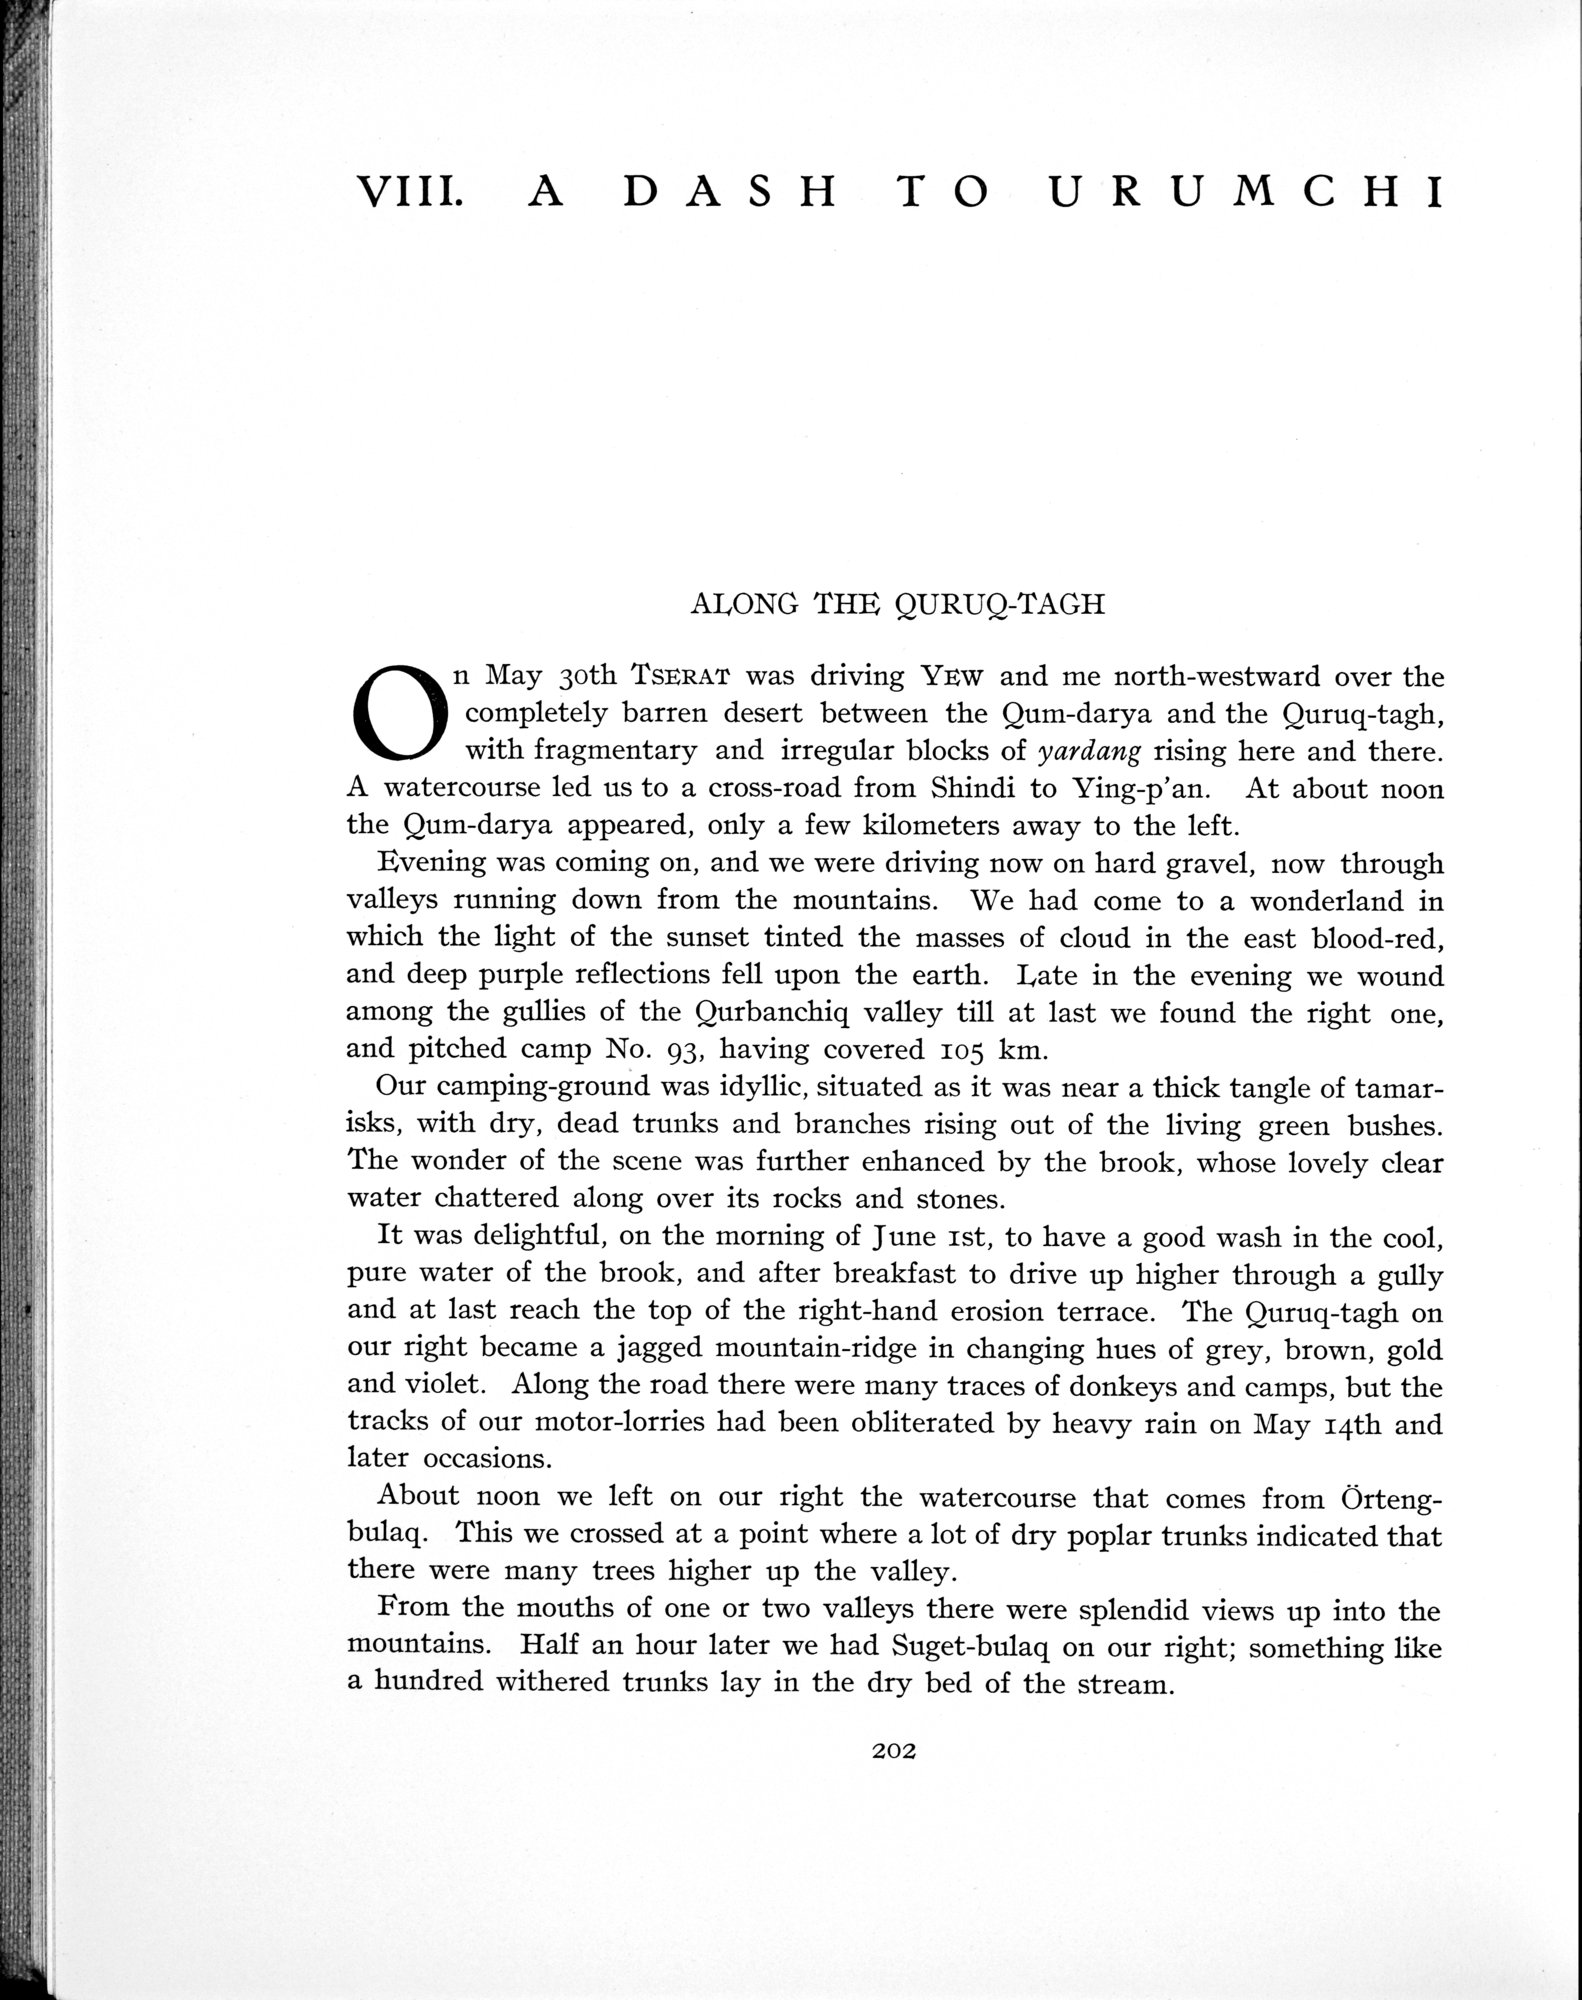 VIII. A DASH TO URUMCHI
ALONG THE QURUQ-TAGH
On May 30th TSERAT was driving YEW and me north-westward over the
completely barren desert between the Qum-darya and the Quruq-tagh,
with fragmentary and irregular blocks of yardang rising here and there.
A watercourse led us to a cross-road from Shindi to Ying-p’an. At about noon
the Qum-darya appeared, only a few kilometers away to the left.
Evening was coming on, and we were driving now on hard gravel, now through
valleys running down from the mountains. We had come to a wonderland in
which the light of the sunset tinted the masses of cloud in the east blood-red,
and deep purple reflections fell upon the earth. Late in the evening we wound
among the gullies of the Qurbanchiq valley till at last we found the right one,
and pitched camp No. 93, having covered 105 km.
Our camping-ground was idyllic, situated as it was near a thick tangle of tamar-
isks, with dry, dead trunks and branches rising out of the living green bushes.
The wonder of the scene was further enhanced by the brook, whose lovely clear
water chattered along over its rocks and stones.
It was delightful, on the morning of June 1st, to have a good wash in the cool,
pure water of the brook, and after breakfast to drive up higher through a gully
and at last reach the top of the right-hand erosion terrace. The Quruq-tagh on
our right became a jagged mountain-ridge in changing hues of grey, brown, gold
and violet. Along the road there were many traces of donkeys and camps, but the
tracks of our motor-lorries had been obliterated by heavy rain on May 14th and
later occasions.
About noon we left on our right the watercourse that comes from Örteng-
bulaq. This we crossed at a point where a lot of dry poplar trunks indicated that
there were many trees higher up the valley.
From the mouths of one or two valleys there were splendid views up into the
mountains. Half an hour later we had Suget-bulaq on our right; something like
a hundred withered trunks lay in the dry bed of the stream.
202